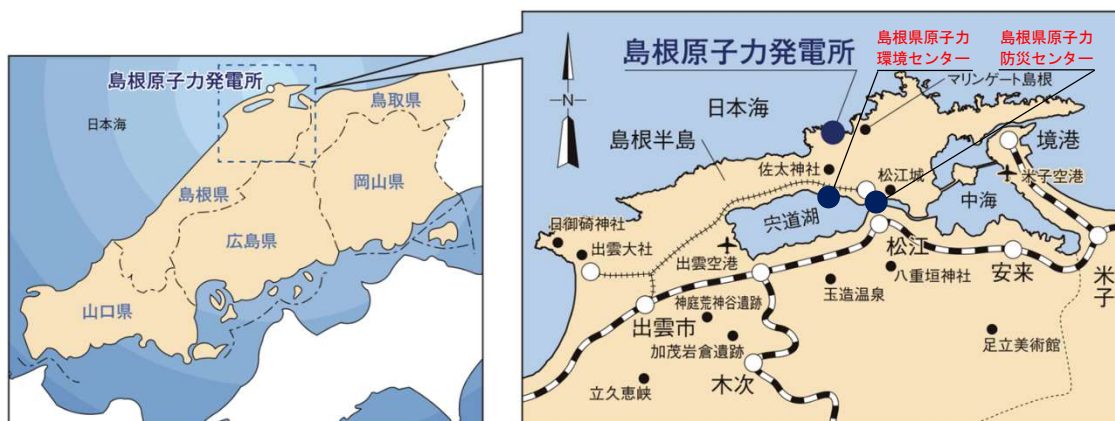 島根原子力発電所
日本海
鳥取県
島根県
岡山県
広島県
山口県
島根原子力発電所
島根県原子力
環境センター
島根県原子力
防災センター
N
マリンゲート島根
日本海
島根半島
境港
佐太神社
松江城
米子空港
中海
宍道湖
日御碕神社
出雲大社
出雲空港
松江
安来
米子
八重垣神社
玉造温泉
神庭荒神谷遺跡
出雲市
加茂岩倉遺跡
足立美術館
木次
立久恵峡